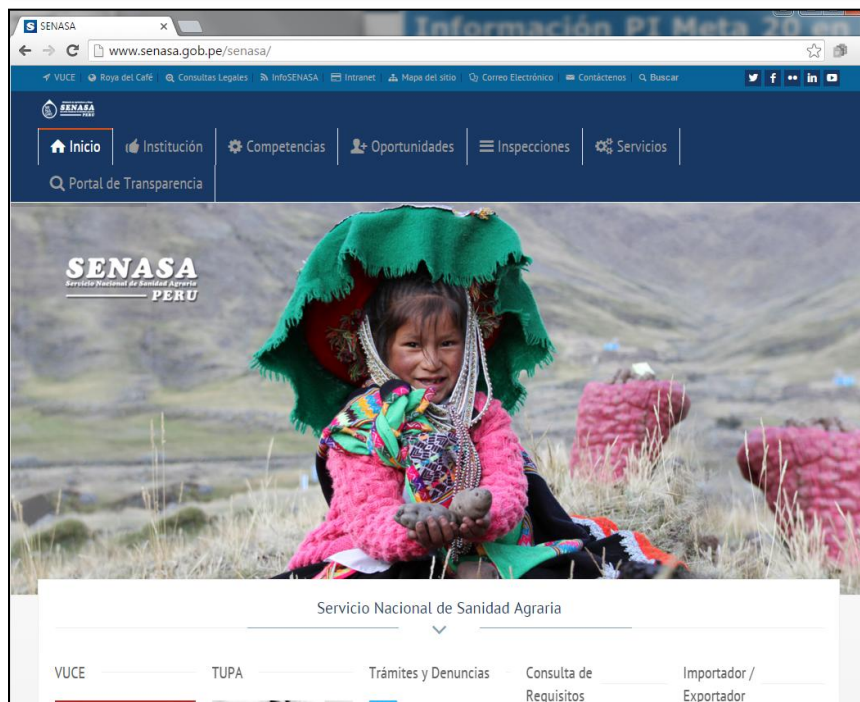 Información PI Meta 20 en
SENASA
www.senasa.gob.pe/senasa/
VUCE Roya del Café Consultas Legales InfoSENASA Intranet Mapa del sitio Correo Electrónico Contáctenos Buscar
SENASA
PERU
Inicio Institución Competencias Oportunidades Inspecciones Servicios
Portal de Transparencia
SENASA
Servicio Nacional de Sanidad Agraria
PERU
Servicio Nacional de Sanidad Agraria
VUCE TUPA Trámites y Denuncias Consulta de Importador /
Requisitos Exportador